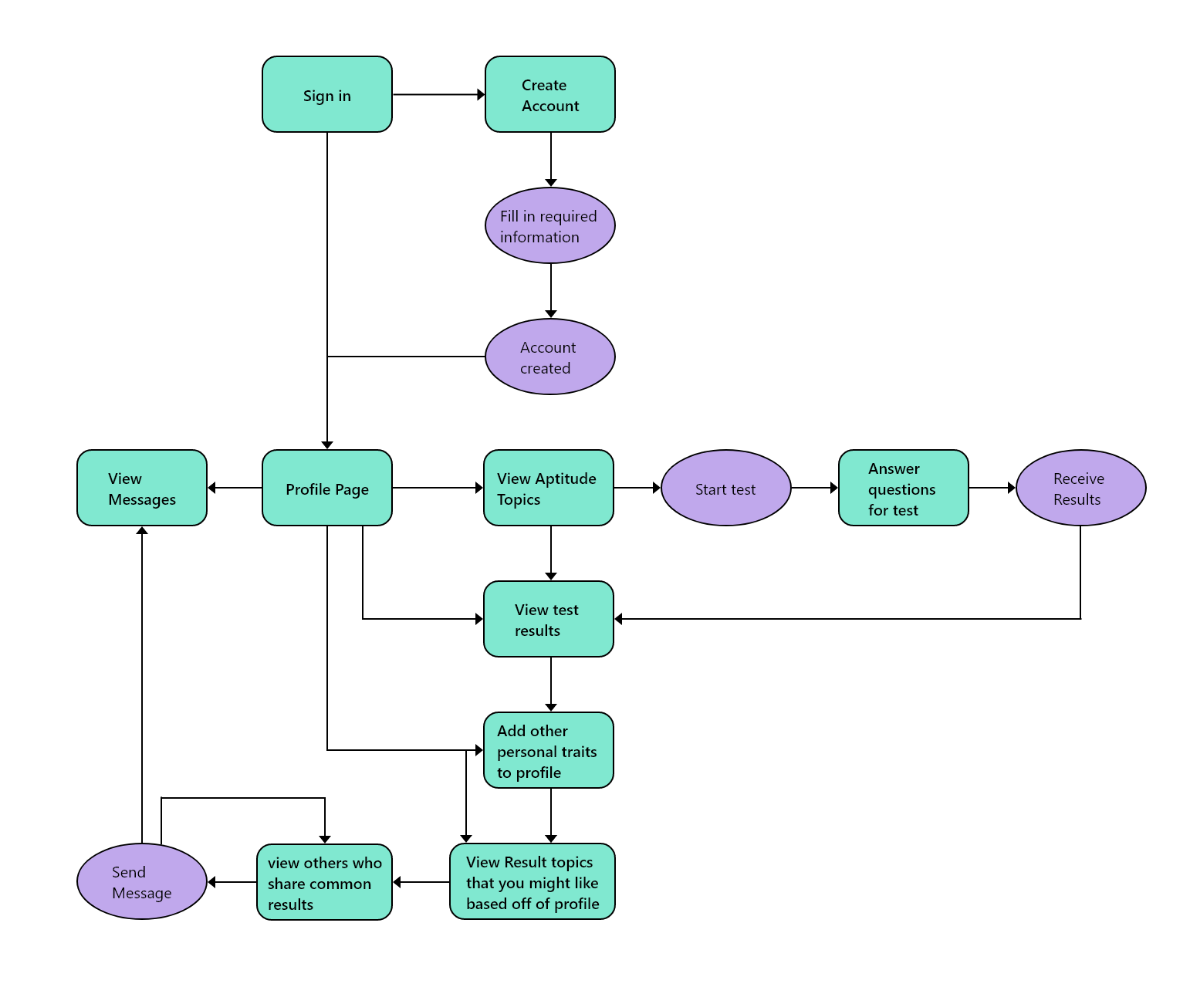 Sign in
Create
Account
Fill in required
information
Account
created
View
Messages
Profile Page
View Aptitude
Topics
Start test
Answer
questions
for test
Receive
Results
View test
results
Add other
personal traits
to profile
Send
Message
view others who
share common
results
View Result topics
that you might like
based off of profile